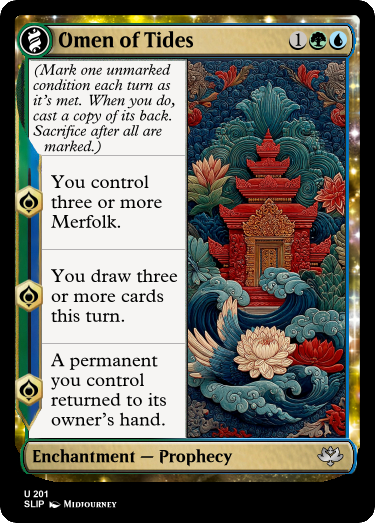 Omen of Tides
1
(Mark one unmarked
condition each turn as
it's met. When you do,
cast a copy of its back.
Sacrifice after all are
marked.)
You control
three or more
Merfolk.
You draw three
or more cards
this turn.
A permanent
you control
returned to its
owner's hand.
Enchantment — Prophecy
U 201
SLIP Midjourney